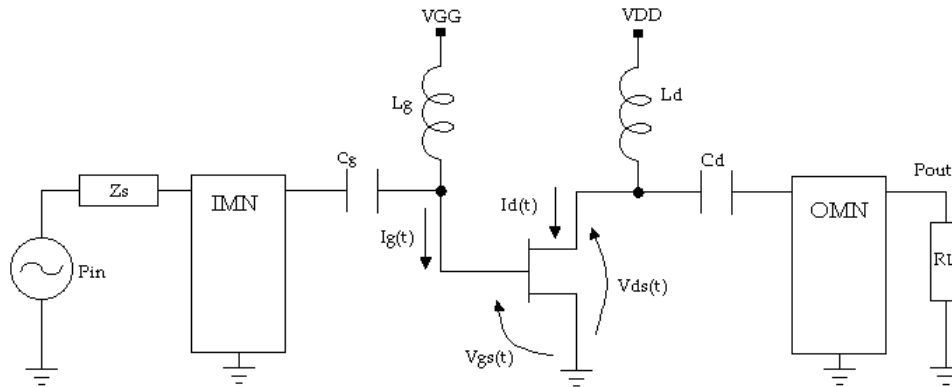 VGG
VDD
Lg
Ld
Cg
Cd
Pout
Zs
IMN
OMN
Id(t)
Ig(t)
Pin
RL
Vds(t)
Vgs(t)